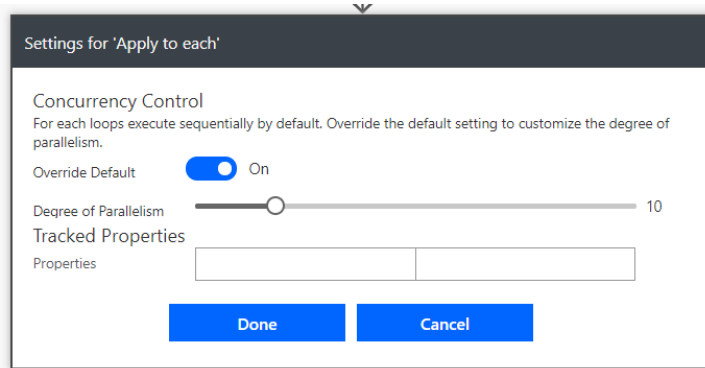 Settings for 'Apply to each'
Concurrency Control
For each loops execute sequentially by default. Override the default setting to customize the degree of
parallelism.
Override Default On
Degree of Parallelism 10
Tracked Properties
Properties
Done Cancel